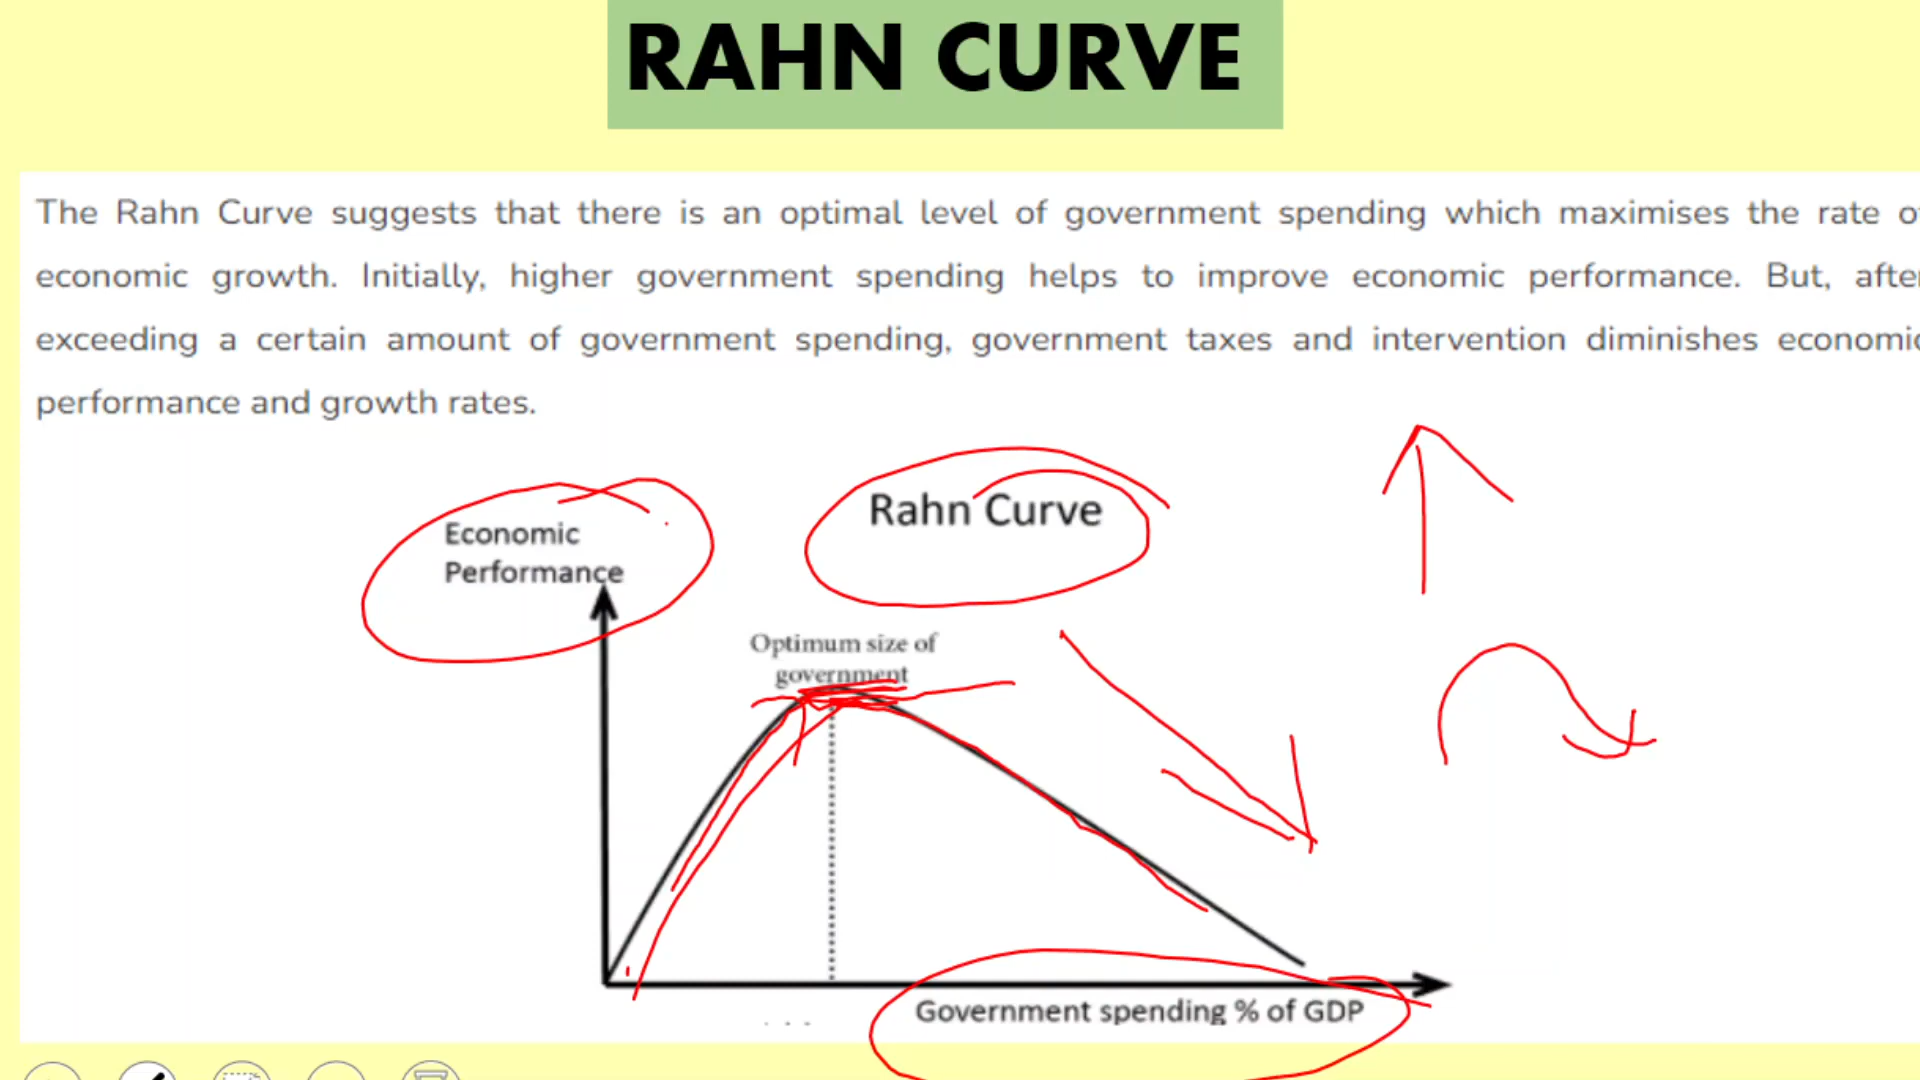 RAHN CURVE
The Rahn Curve suggests that there is an optimal level of government spending which maximises the rate of
economic growth. Initially, higher government spending helps to improve economic performance. But, after
exceeding a certain amount of government spending, government taxes and intervention diminishes economic
performance and growth rates.
Rahn Curve
Economic
Performance
Optimum size of
government
Government spending % of GDP